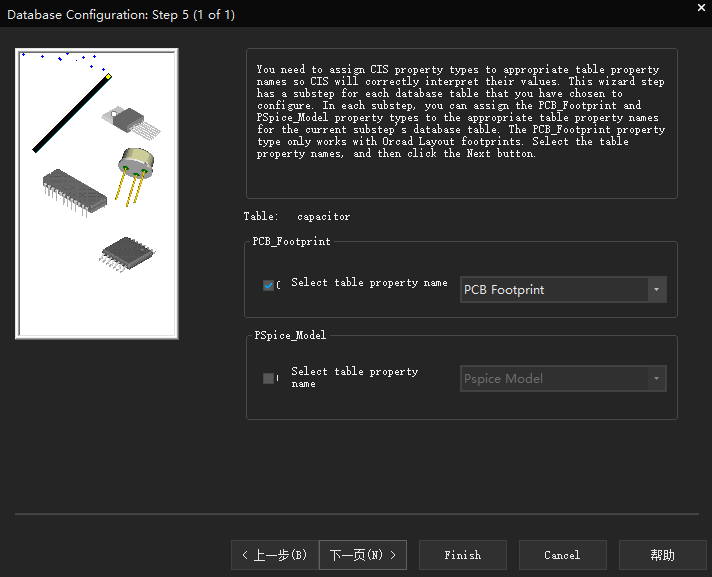 Database Configuration: Step 5 (1 of 1)
You need to assign CIS property types to appropriate table property
names so CIS will correctly interpret their values. This wizard step
has a substep for each database table that you have chosen to
configure. In each substep, you can assign the PCB_Footprint and
PSpice_Model property types to the appropriate table property names
for the current substep s database table. The PCB_Footprint property
type only works with Orcad Layout footprints. Select the table
property names, and then click the Next button.
Table: capacitor
PCB_Footprint
Select table property name
PCB Footprint
PSpice_Model
Select table property
name
Pspice Model
< 上一步(B) 下一页(N) > Finish Cancel 帮助